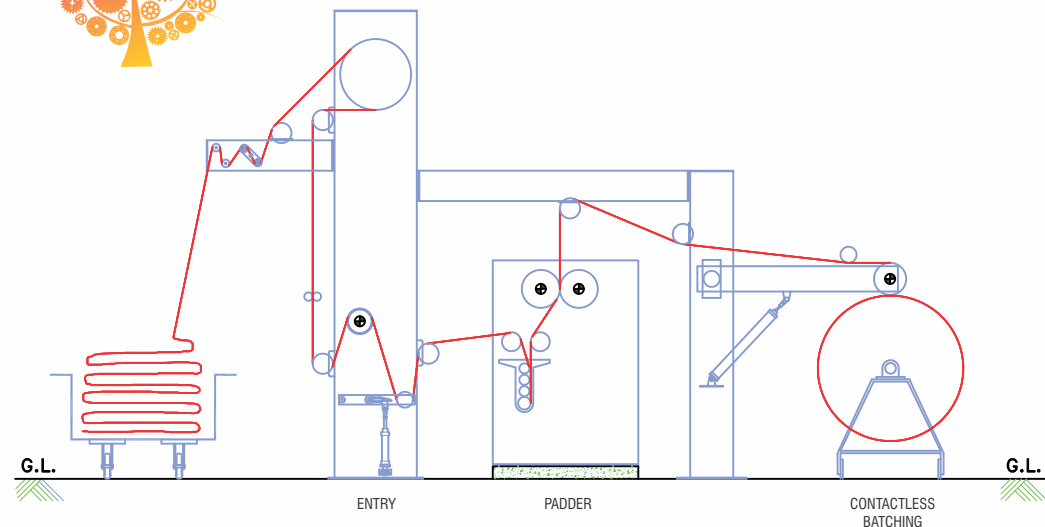 G.L.
G.L.
ENTRY
PADDER
CONTACTLESS
BATCHING